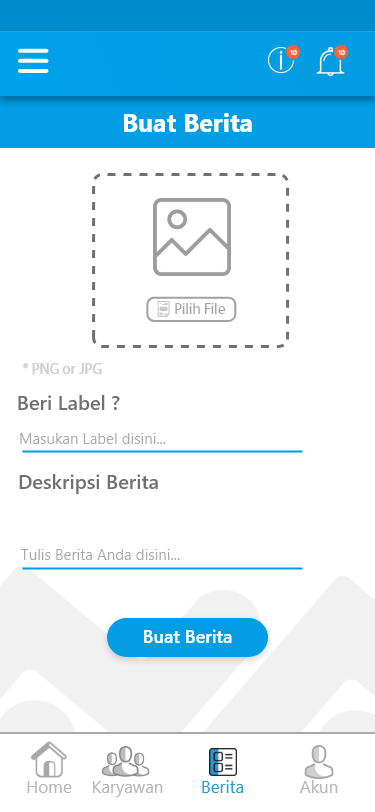 10 10
Buat Berita
Pilih File
* PNG or JPG
Beri Label ?
Masukan Label disini...
Deskripsi Berita
Tulis Berita Anda disini...
Buat Berita
Home Karyawan Berita Akun